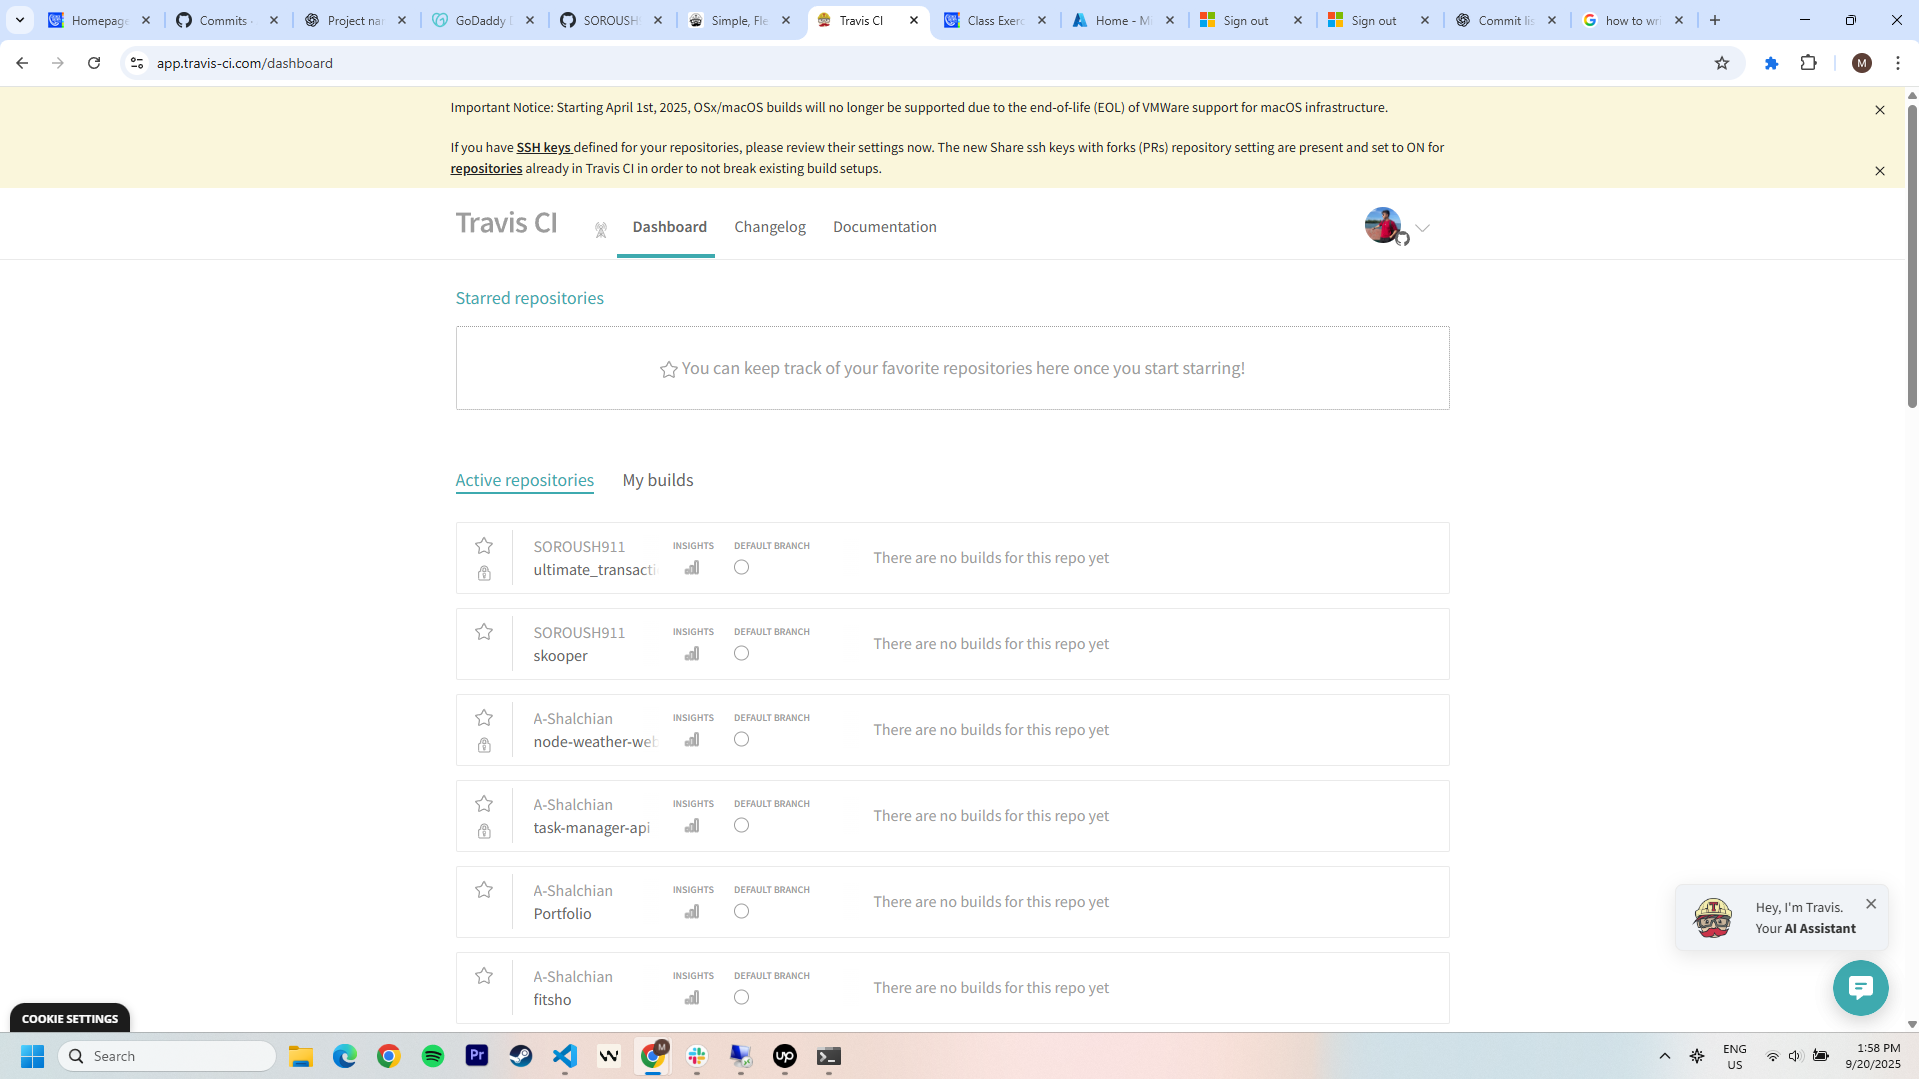 Homepage
Commits ·
Project nar
GoDaddy D
SOROUSH
Simple, Fle
Travis CI
Class Exerc
Home - Mi
Sign out
Sign out
Commit lis
how to wri
app.travis-ci.com/dashboard
M
Important Notice: Starting April 1st, 2025, OSx/macOS builds will no longer be supported due to the end-of-life (EOL) of VMWare support for macOS infrastructure.
If you have SSH keys defined for your repositories, please review their settings now. The new Share ssh keys with forks (PRs) repository setting are present and set to ON for
repositories already in Travis CI in order to not break existing build setups.
Travis CI
Dashboard
Changelog
Documentation
Starred repositories
You can keep track of your favorite repositories here once you start starring!
Active repositories
My builds
SOROUSH911
ultimate_transacti
INSIGHTS
DEFAULT BRANCH
There are no builds for this repo yet
SOROUSH911
skooper
INSIGHTS
DEFAULT BRANCH
There are no builds for this repo yet
A-Shalchian
node-weather-web
INSIGHTS
DEFAULT BRANCH
There are no builds for this repo yet
A-Shalchian
task-manager-api
INSIGHTS
DEFAULT BRANCH
There are no builds for this repo yet
A-Shalchian
Portfolio
INSIGHTS
DEFAULT BRANCH
There are no builds for this repo yet
A-Shalchian
fitsho
INSIGHTS
DEFAULT BRANCH
There are no builds for this repo yet
Hey, I'm Travis.
Your AI Assistant
COOKIE SETTINGS
Search
Pr
W
M
up
ENG
US
1:58 PM
9/20/2025